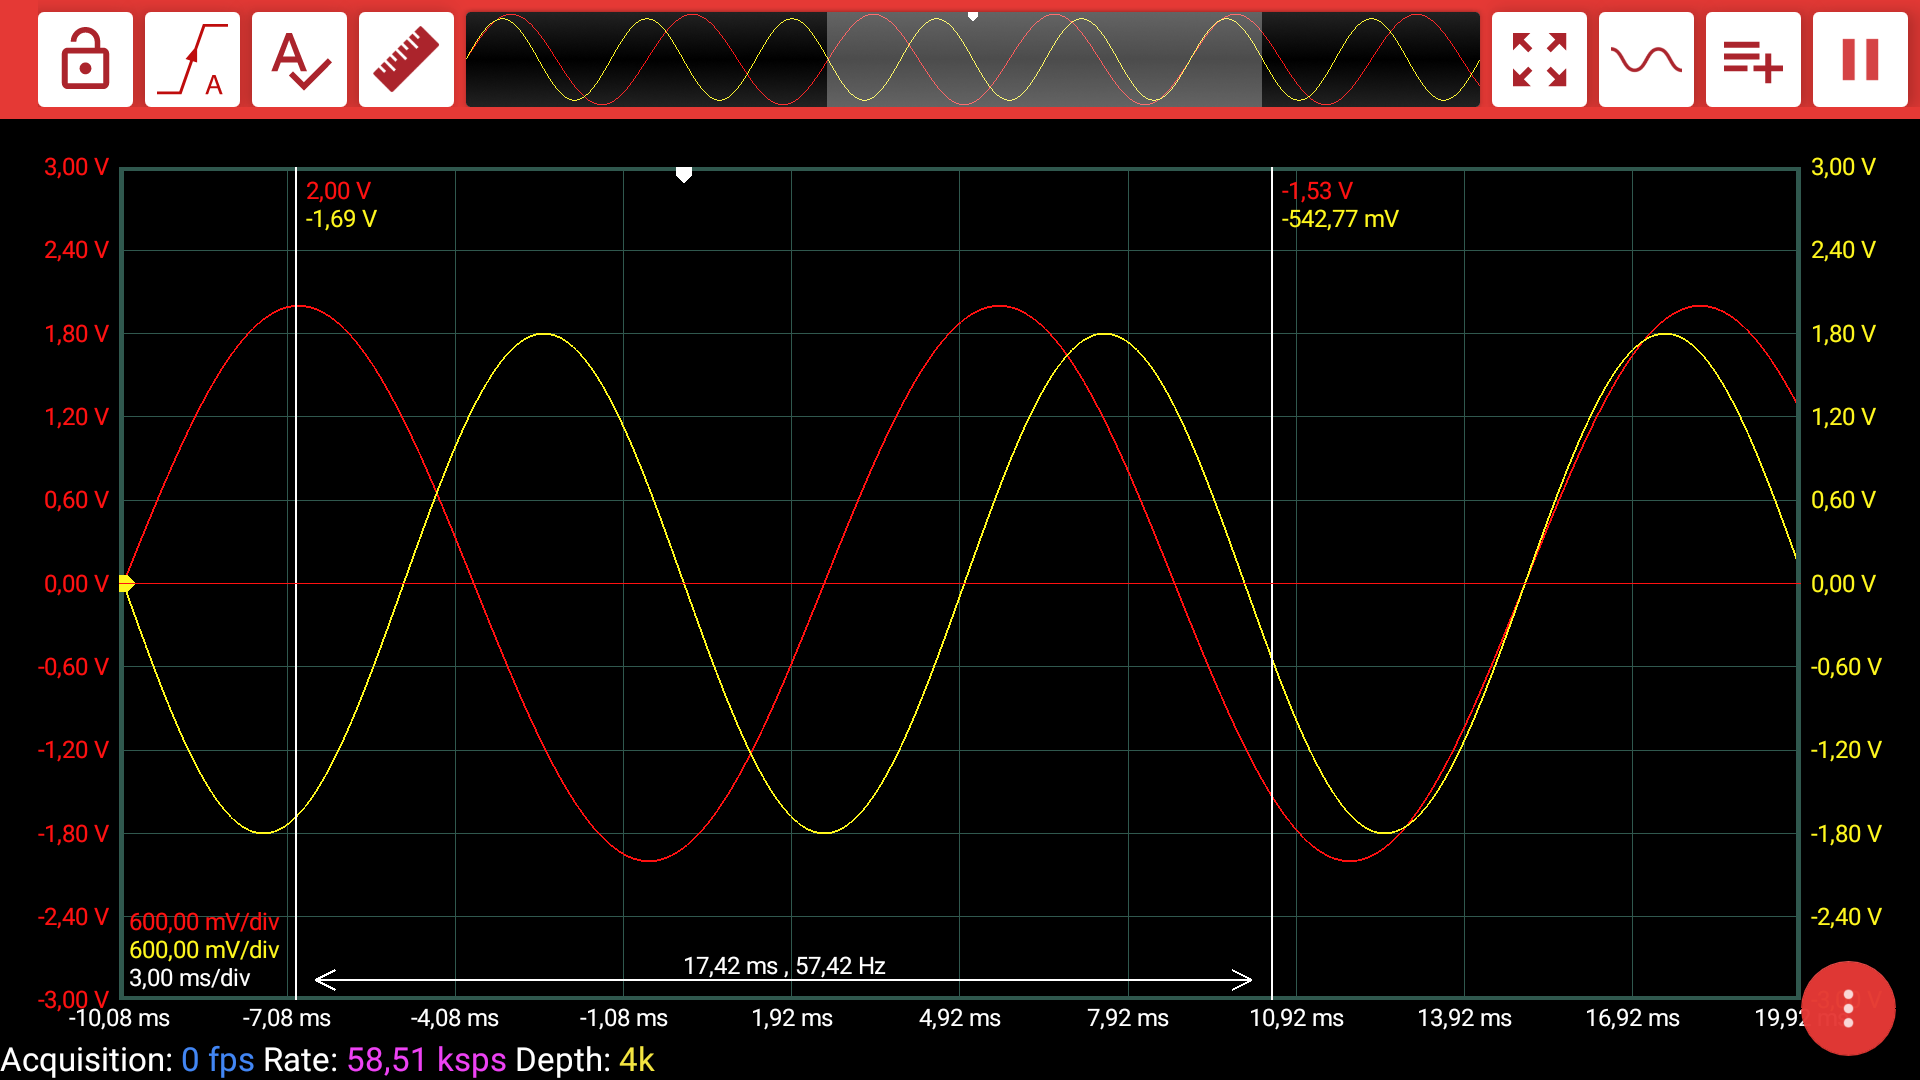 A
A
3,00 V
3,00 V
2,00 V
-1,53 V
-1,69 V
-542,77 mV
2,40 V
2,40 V
1,80 V
1,80 V
1,20 V
1,20 V
0,60 V
0,60 V
0,00 V
0,00 V
-0,60 V
-0,60 V
-1,20 V
-1,20 V
-1,80 V
-1,80 V
-2,40 V
-2,40 V
600,00 mV/div
600,00 mV/div
17,42 ms , 57,42 Hz
3,00 ms/div
-3,00 V
-10,08 ms
-7,08 ms
-4,08 ms
-1,08 ms
1,92 ms
4,92 ms
7,92 ms
10,92 ms
13,92 ms
16,92 ms
19,92
Acquisition: 0 fps Rate: 58,51 ksps Depth: 4k